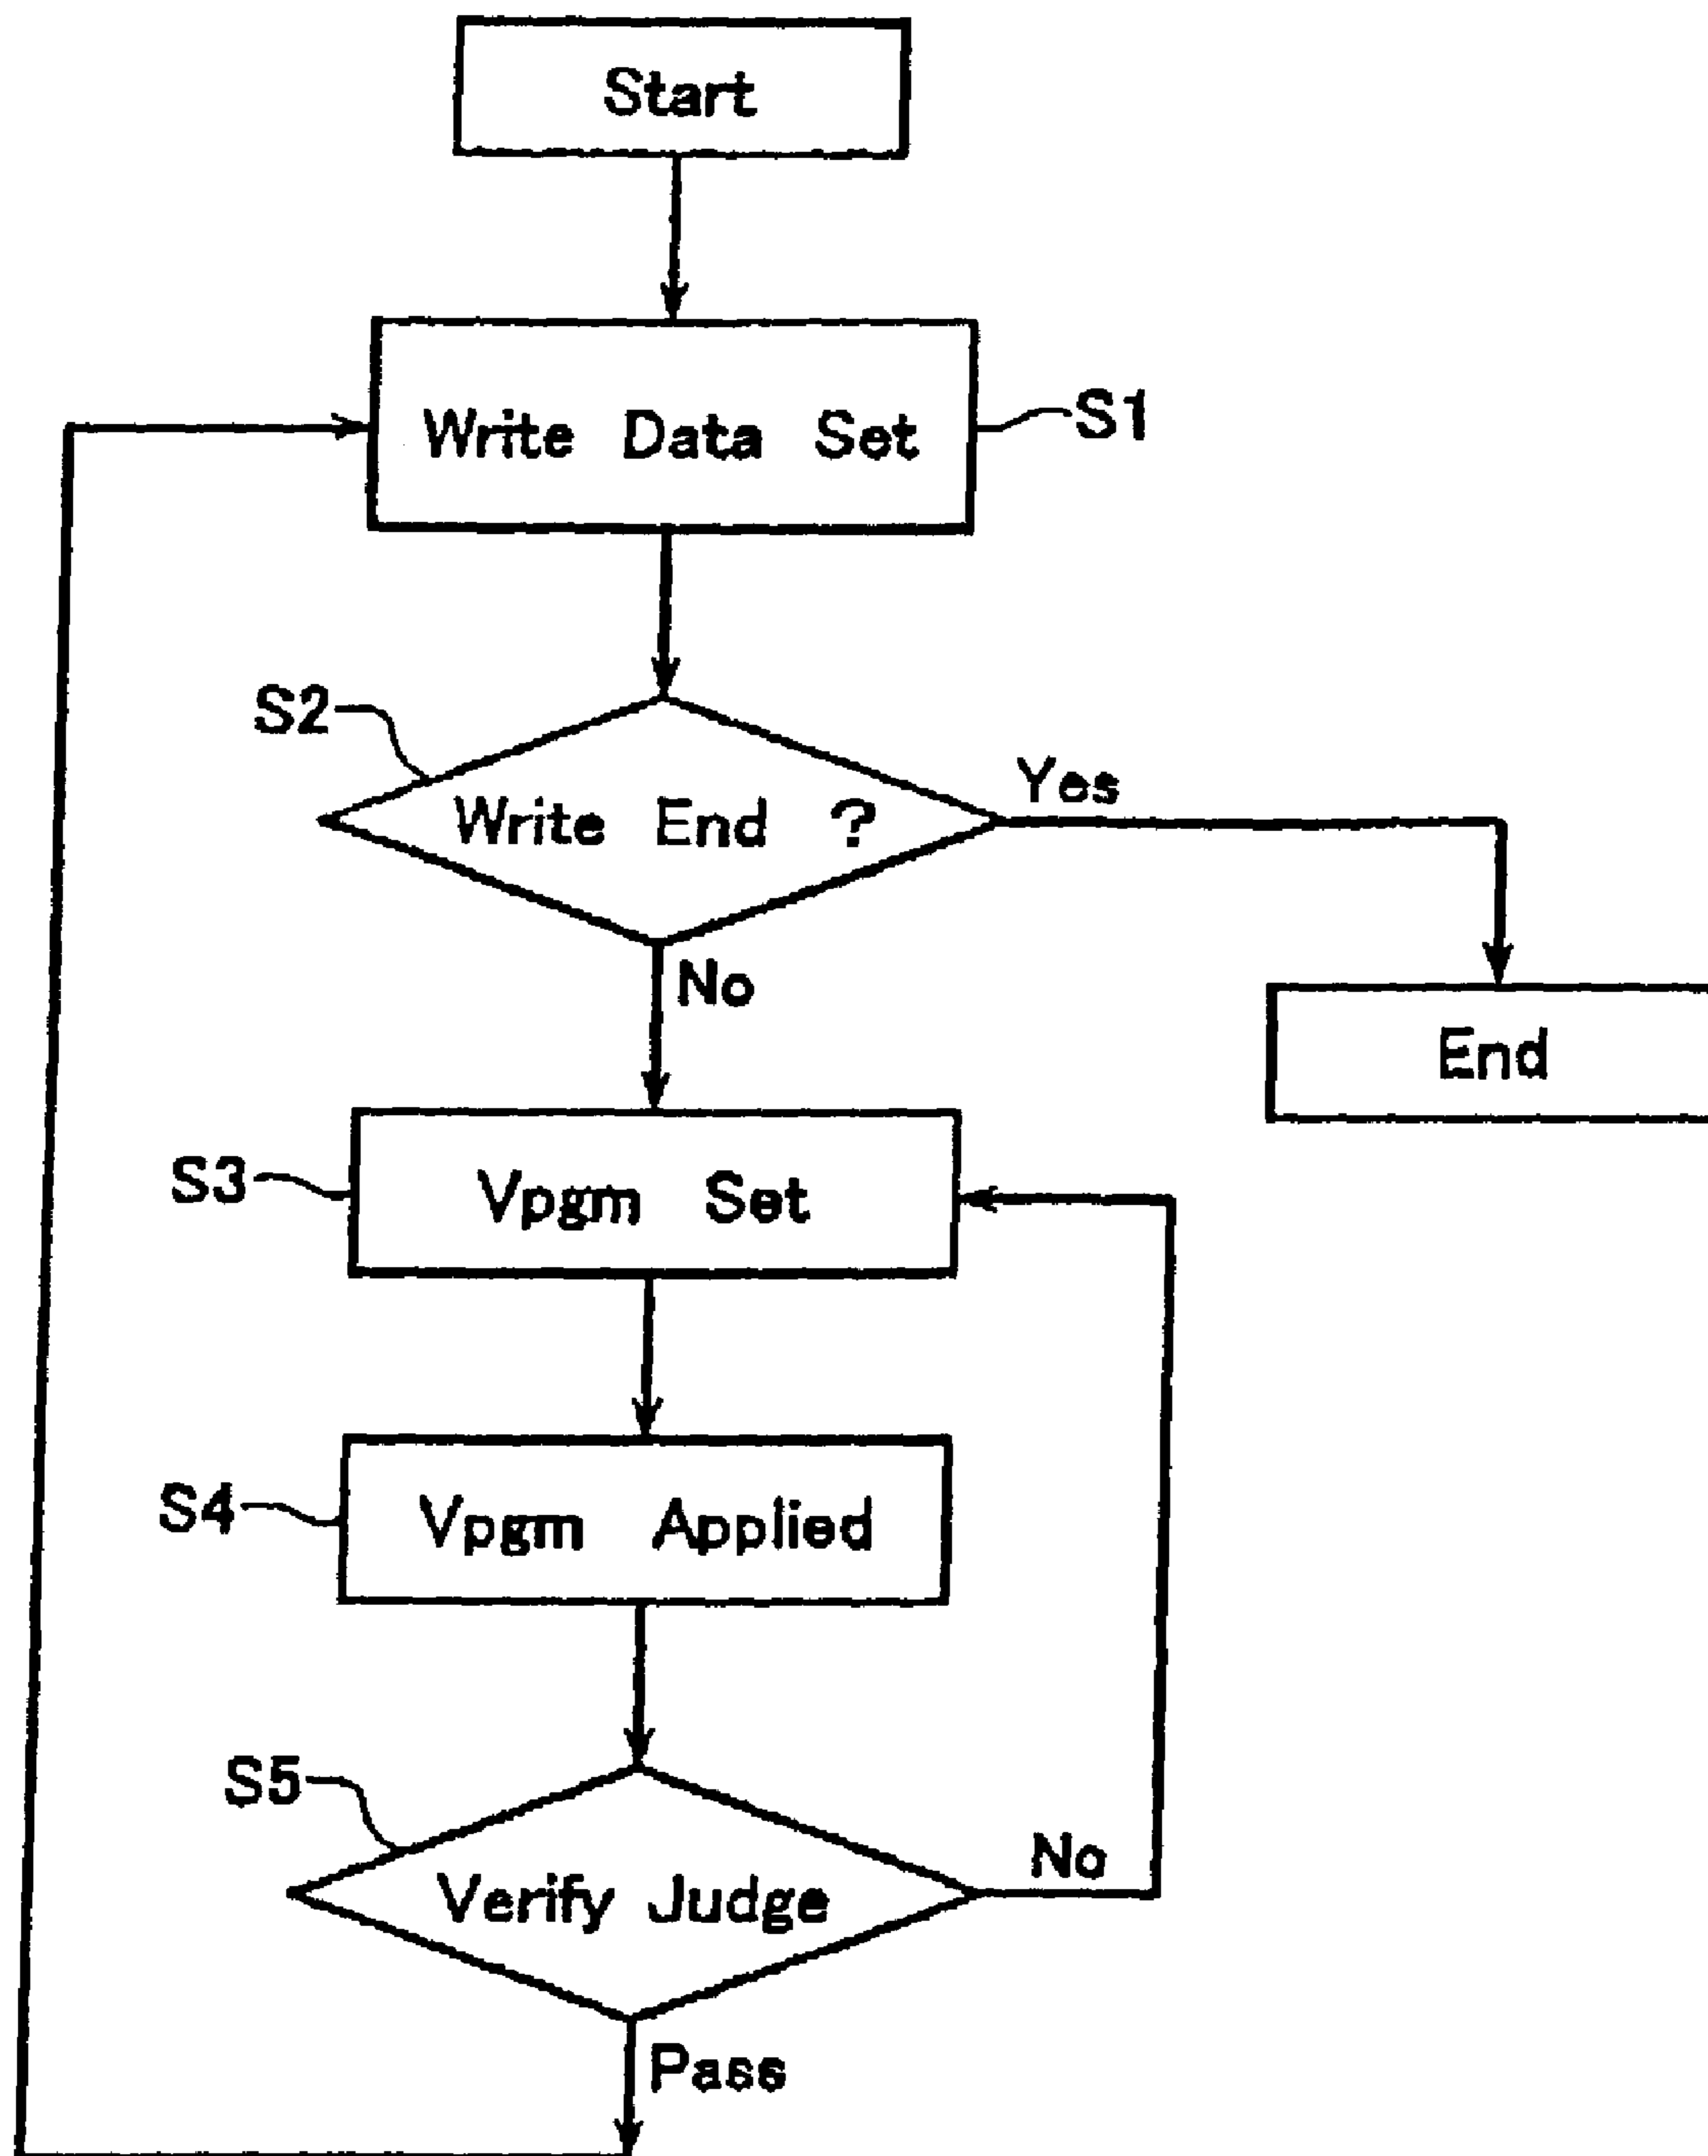 Start
Write Data Set
S1
S2
Write End ?
Yes
No
End
S3
Vpgm Set
S4
Vpgm Applied
S5
Verify Judge
No
Pass